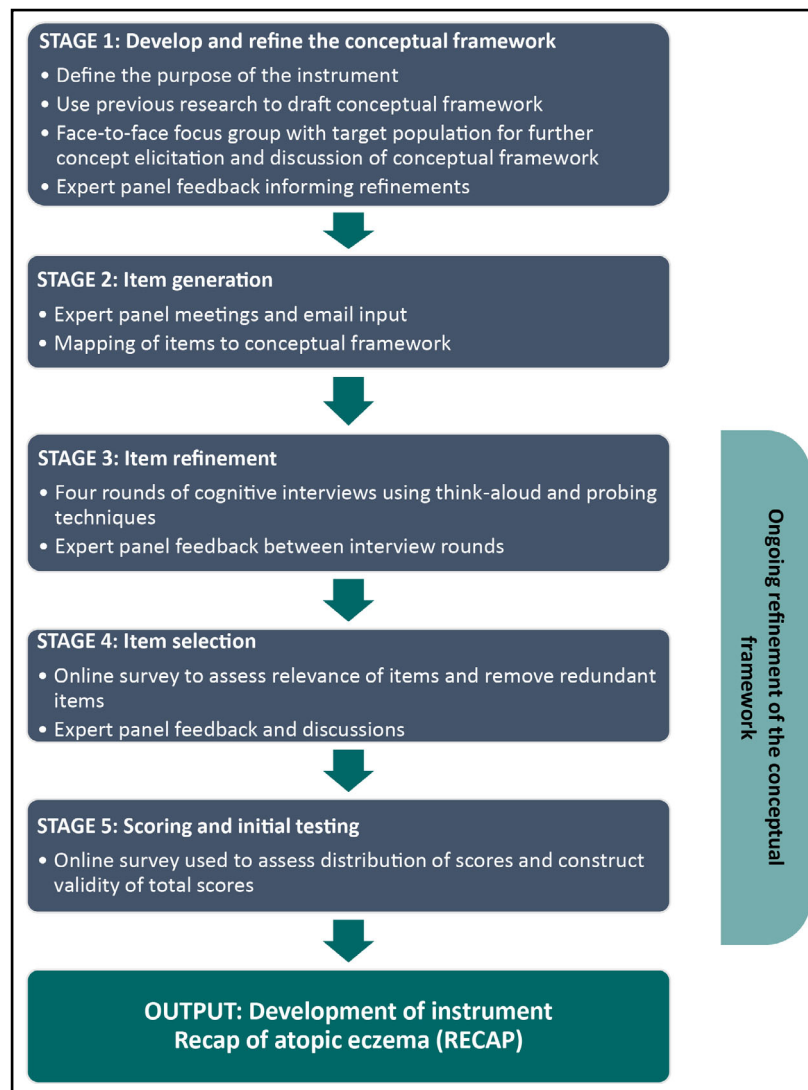 STAGE 1: Develop and refine the conceptual framework
• Define the purpose of the instrument
• Use previous research to draft conceptual framework
• Face-to-face focus group with target population for further
concept elicitation and discussion of conceptual framework
• Expert panel feedback informing refinements
STAGE 2: Item generation
• Expert panel meetings and email input
• Mapping of items to conceptual framework
STAGE 3: Item refinement
• Four rounds of cognitive interviews using think-aloud and probing
techniques
• Expert panel feedback between interview rounds
STAGE 4: Item selection
• Online survey to assess relevance of items and remove redundant
items
• Expert panel feedback and discussions
STAGE 5: Scoring and initial testing
• Online survey used to assess distribution of scores and construct
validity of total scores
Ongoing refinement of the conceptual
framework
OUTPUT: Development of instrument
Recap of atopic eczema (RECAP)